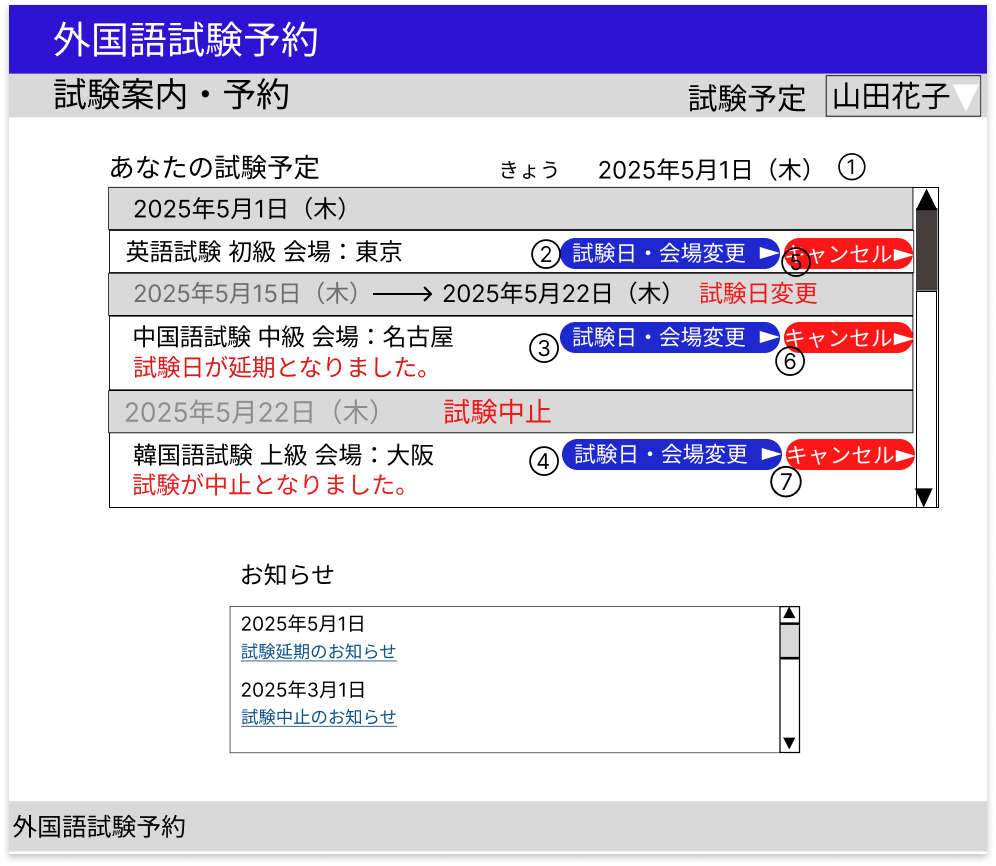 外国語試験予約
試験案内・予約 試験予定 山田花子
あなたの試験予定 きょう 2025年5月1日（木） ①
2025年5月1日（木）
英語試験 初級 会場：東京 ② 試験日・会場変更 キャンセル ⑤
2025年5月15日（木） → 2025年5月22日（木） 試験日変更
中国語試験 中級 会場：名古屋 ③ 試験日・会場変更 キャンセル ⑥
試験日が延期となりました。
2025年5月22日（木） 試験中止
韓国語試験 上級 会場：大阪 ④ 試験日・会場変更 キャンセル ⑦
試験が中止となりました。
お知らせ
2025年5月1日
試験延期のお知らせ
2025年3月1日
試験中止のお知らせ
外国語試験予約